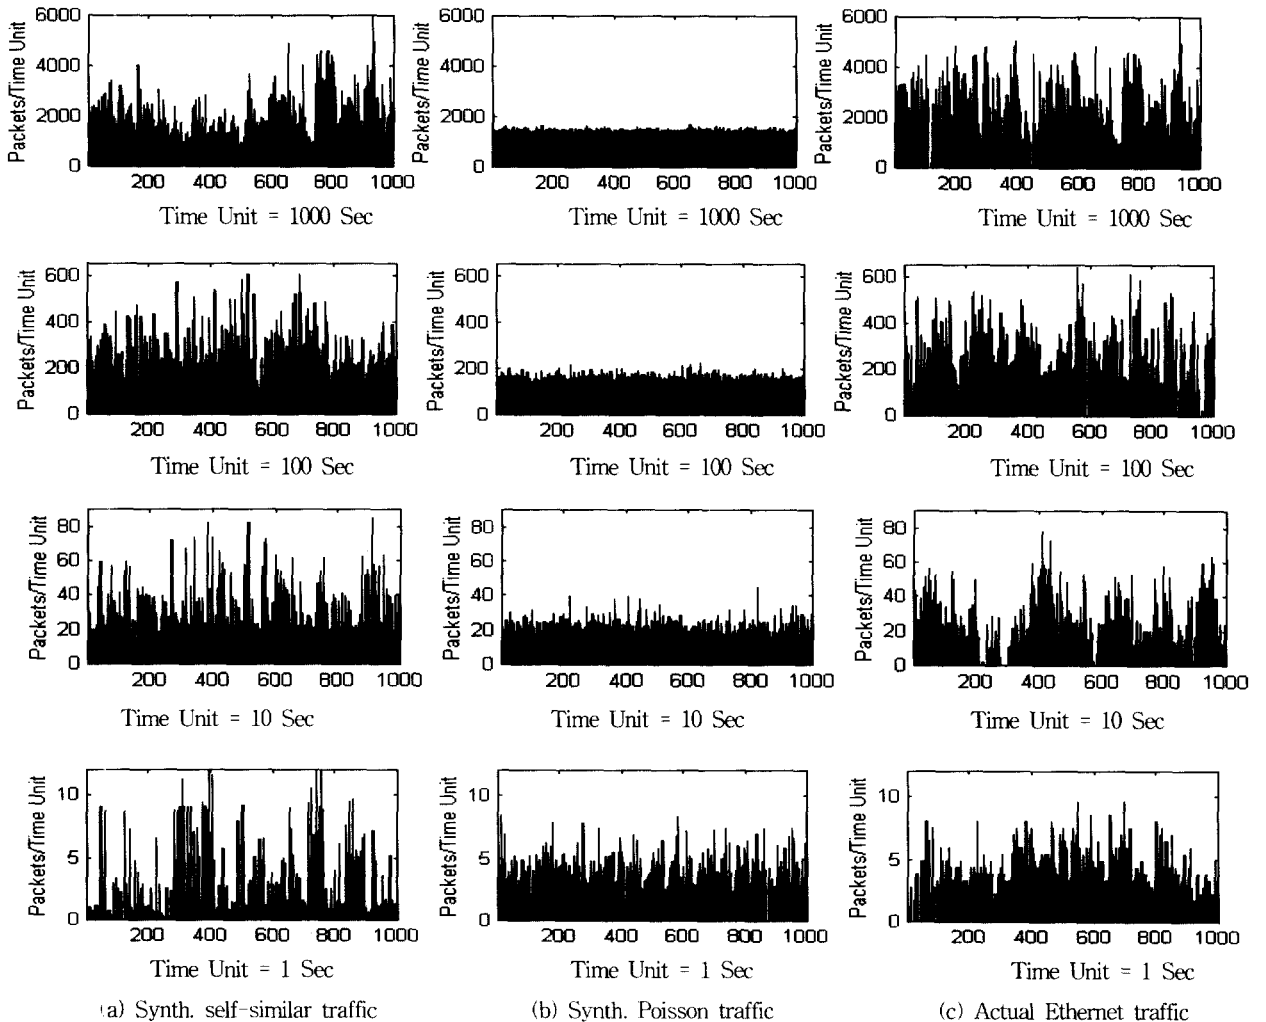 Packets/Time Unit
6000
4000
2000
0
200 400 600 800 1000
Time Unit = 1000 Sec
Packets/Time Unit
6000
4000
2000
0
200 400 600 800 1000
Time Unit = 1000 Sec
Packets/Time Unit
6000
4000
2000
0
200 400 600 800 1000
Time Unit = 1000 Sec
Packets/Time Unit
600
400
200
0
200 400 600 800 1000
Time Unit = 100 Sec
Packets/Time Unit
600
400
200
0
200 400 600 800 1000
Time Unit = 100 Sec
Packets/Time Unit
600
400
200
0
200 400 600 800 1000
Time Unit = 100 Sec
Packets/Time Unit
80
60
40
20
0
200 400 600 800 1000
Time Unit = 10 Sec
Packets/Time Unit
80
60
40
20
0
200 400 600 800 1000
Time Unit = 10 Sec
Packets/Time Unit
80
60
40
20
0
200 400 600 800 1000
Time Unit = 10 Sec
Packets/Time Unit
10
5
0
200 400 600 800 1000
Time Unit = 1 Sec
Packets/Time Unit
10
5
0
200 400 600 800 1000
Time Unit = 1 Sec
Packets/Time Unit
10
5
0
200 400 600 800 1000
Time Unit = 1 Sec
(a) Synth. self-similar traffic
(b) Synth. Poisson traffic
(c) Actual Ethernet traffic